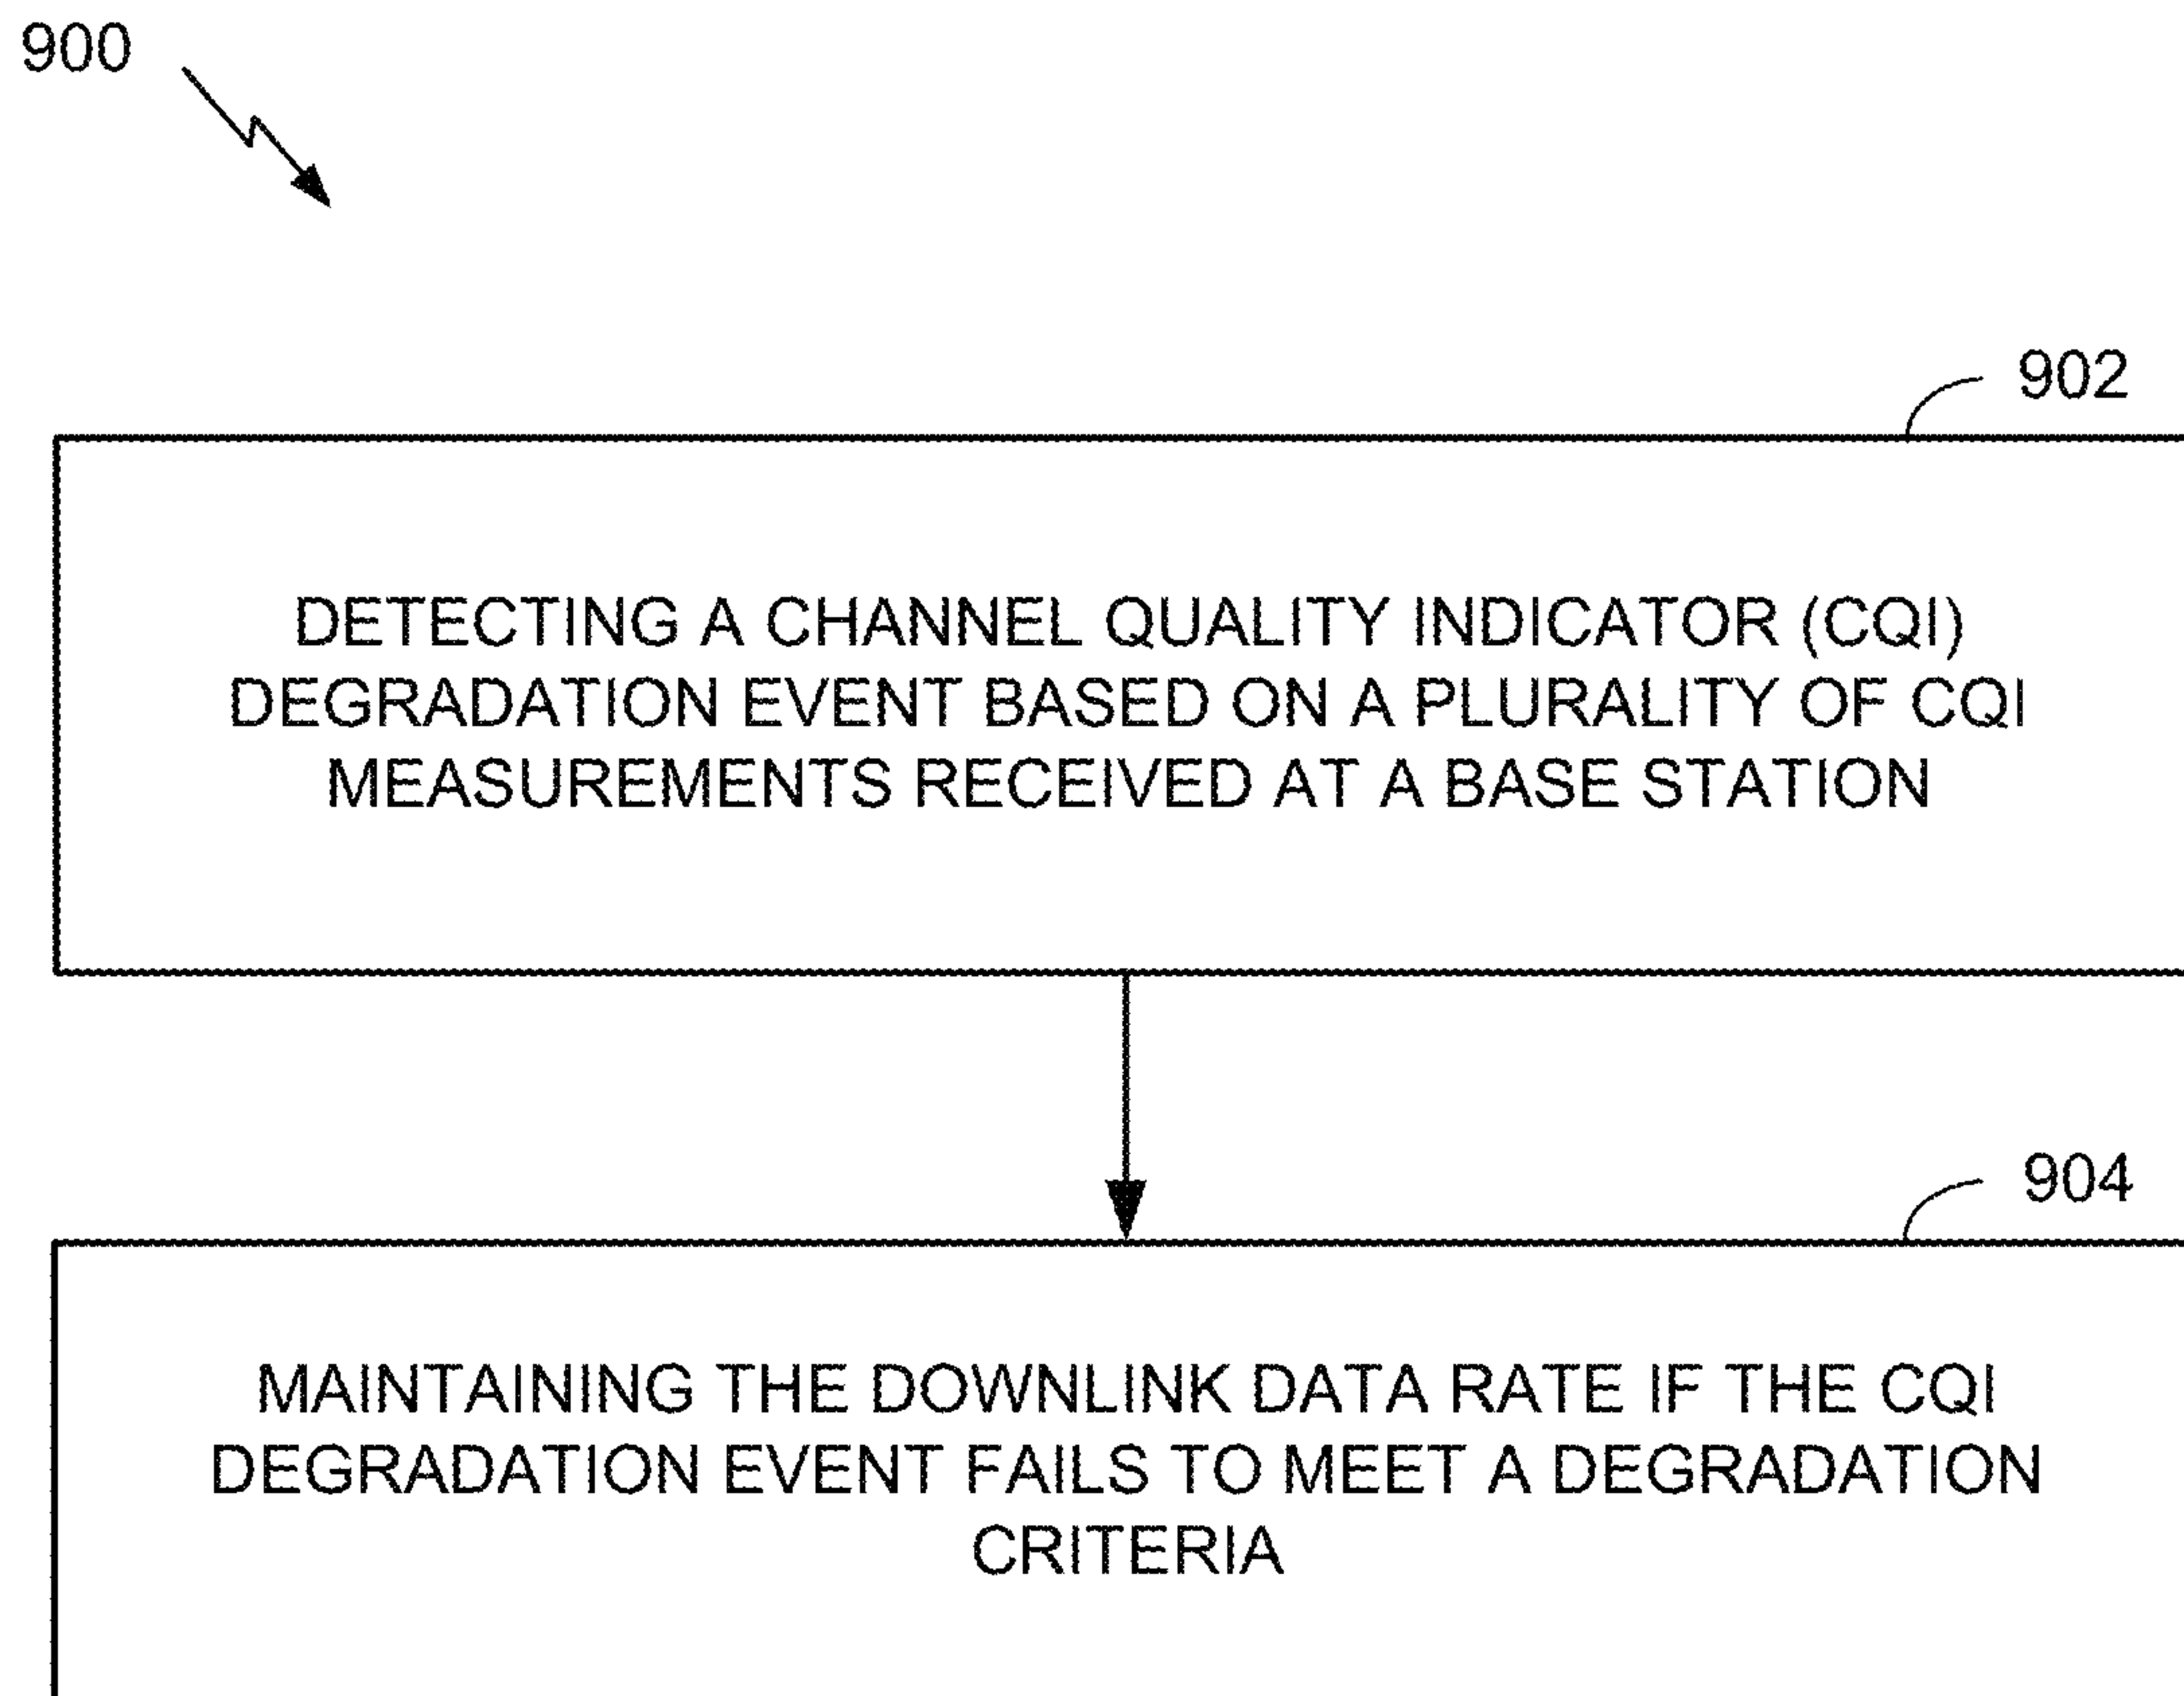 900
902
DETECTING A CHANNEL QUALITY INDICATOR (CQI)
DEGRADATION EVENT BASED ON A PLURALITY OF CQI
MEASUREMENTS RECEIVED AT A BASE STATION
904
MAINTAINING THE DOWNLINK DATA RATE IF THE CQI
DEGRADATION EVENT FAILS TO MEET A DEGRADATION
CRITERIA